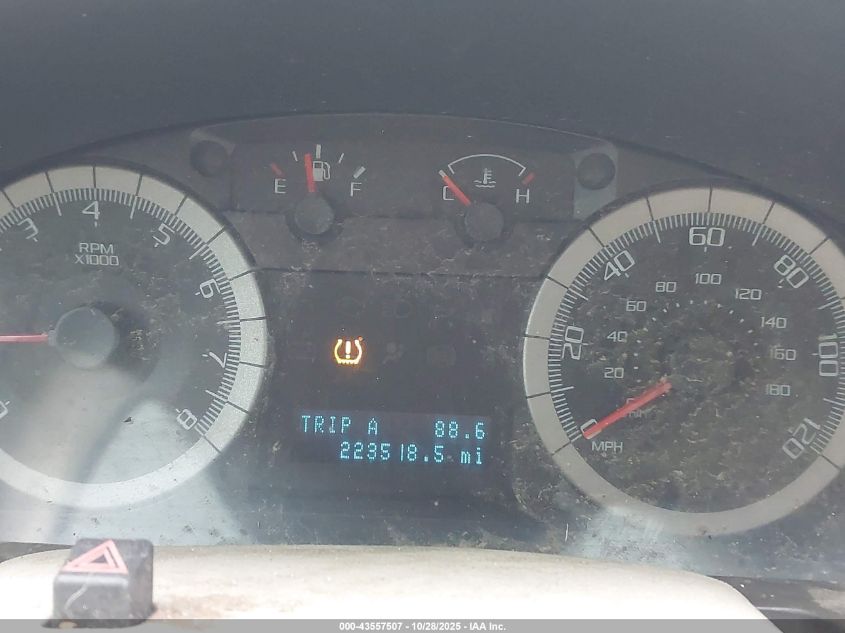 E F
C H
3 4 5 6 7 8
RPM
X1000
0 20 40 60 80 100 120
20 40 60 80 100 120 140 160 180
MPH
TRIP A 88.6
223518.5 mi
000-43557507 - 10/28/2025 - IAA Inc.